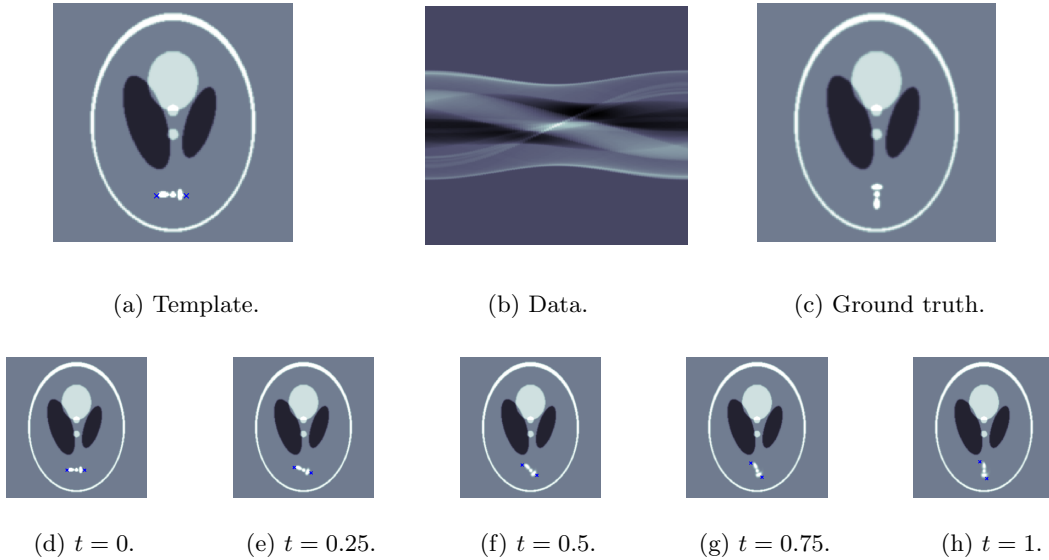 (a) Template. (b) Data. (c) Ground truth.
(d) t = 0. (e) t = 0.25. (f) t = 0.5. (g) t = 0.75. (h) t = 1.